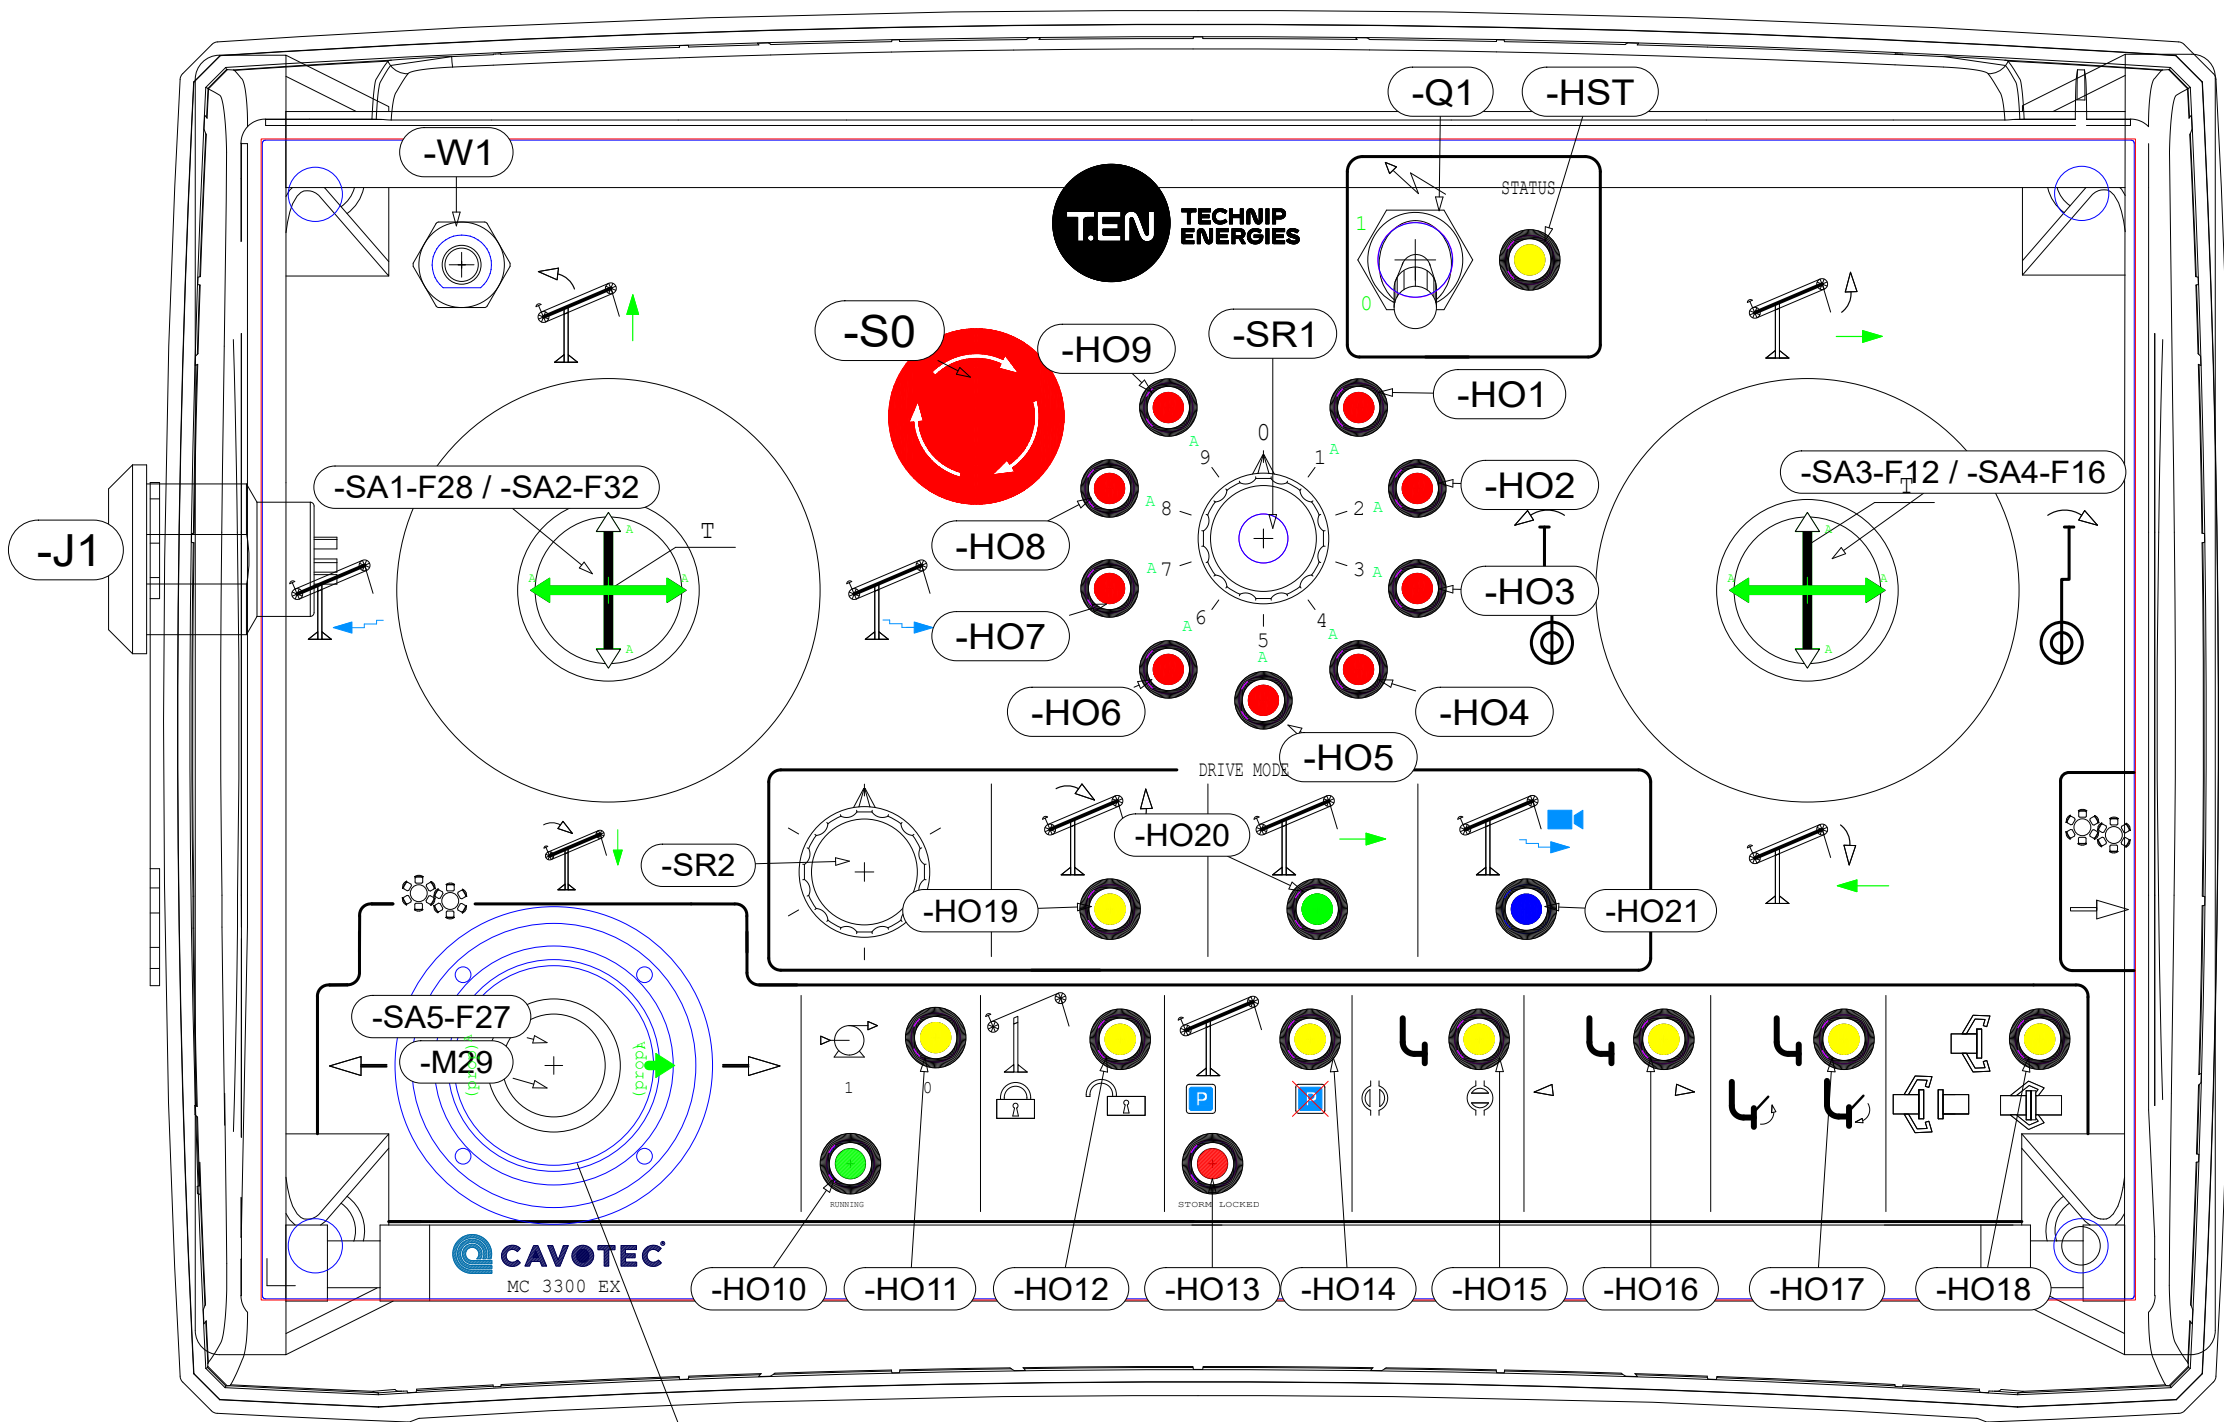 -Q1
-HST
-W1
STATUS
T.EN
TECHNIP
ENERGIES
1
0
-S0
-HO9
-SR1
-HO1
0
A
9
1
A
-SA1-F28 / -SA2-F32
-SA3-F12 / -SA4-F16
T
-HO2
A
8
2
A
A
A
T
-J1
-HO8
-HO3
A
7
3
A
A
A
A
A
-HO7
6
4
A
A
5
A
A
A
-HO6
-HO4
-HO5
DRIVE MODE
-HO20
-SR2
-HO19
-HO21
-SA5-F27
-M29
(prop)
(prop)
1
0
P
P
RUNNING
STORM LOCKED
CAVOTEC
MC 3300 EX
-HO10
-HO11
-HO12
-HO13
-HO14
-HO15
-HO16
-HO17
-HO18